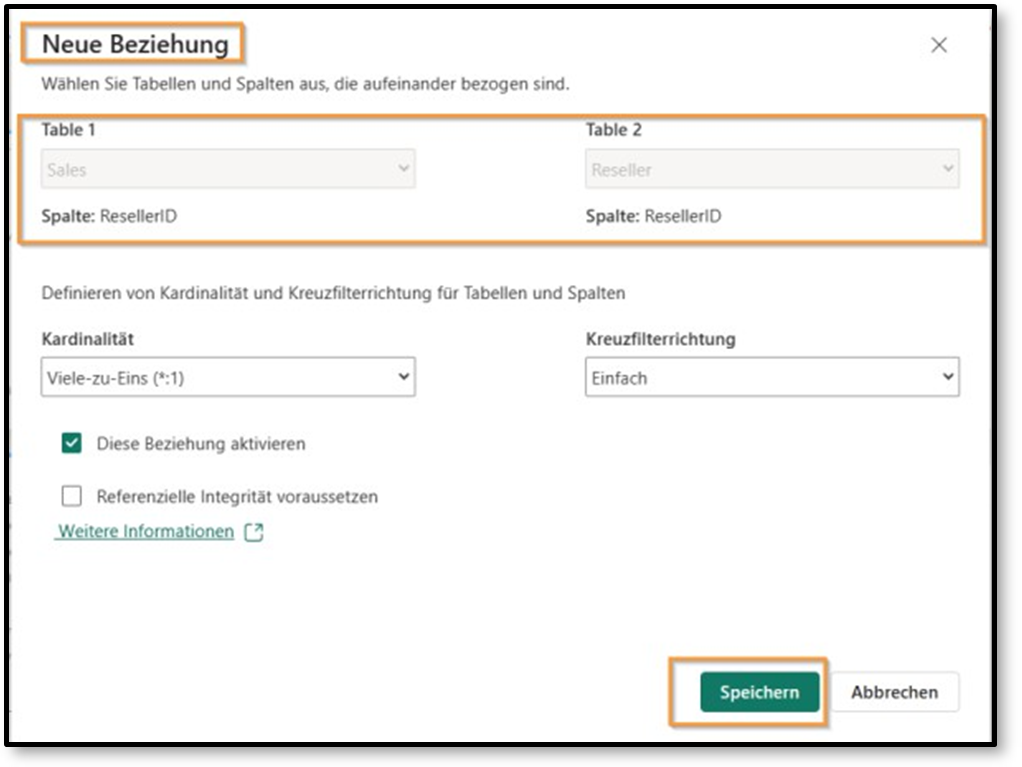 Neue Beziehung
Wählen Sie Tabellen und Spalten aus, die aufeinander bezogen sind.
Table 1 Table 2
Sales Reseller
Spalte: ResellerID Spalte: ResellerID
Definieren von Kardinalität und Kreuzfilterrichtung für Tabellen und Spalten
Kardinalität Kreuzfilterrichtung
Viele-zu-Eins (*:1) Einfach
Diese Beziehung aktivieren
Referenzielle Integrität voraussetzen
Weitere Informationen
Speichern Abbrechen